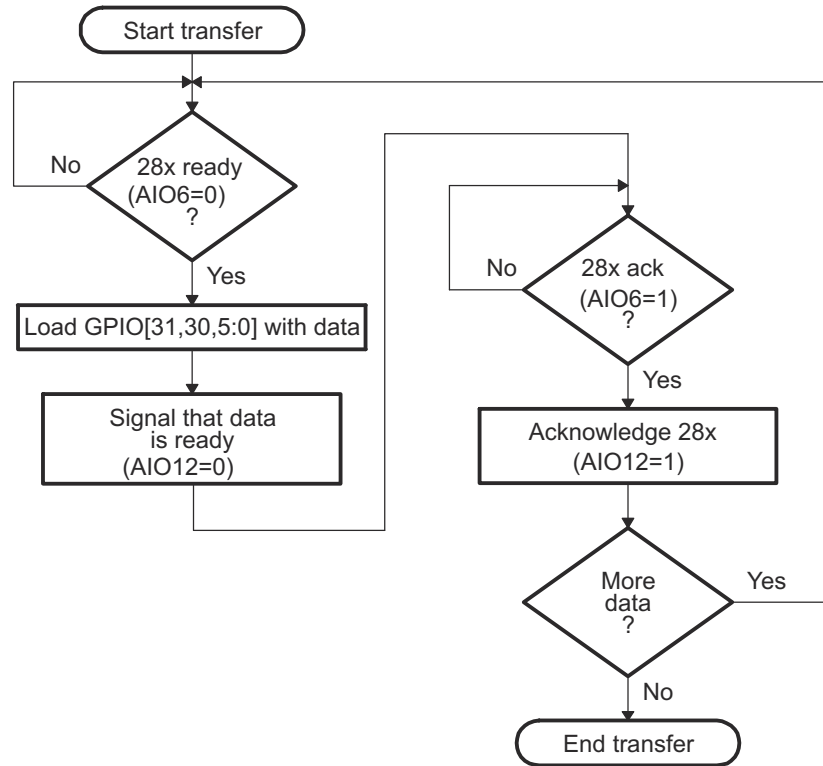 Start transfer
No
28x ready
(AIO6=0)
?
Yes
Load GPIO[31,30,5:0] with data
Signal that data
is ready
(AIO12=0)
No
28x ack
(AIO6=1)
?
Yes
Acknowledge 28x
(AIO12=1)
More
data
?
Yes
No
End transfer